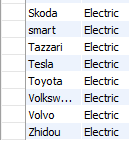 Skoda Electric
smart Electric
Tazzari Electric
Tesla Electric
Toyota Electric
Volksw... Electric
Volvo Electric
Zhidou Electric